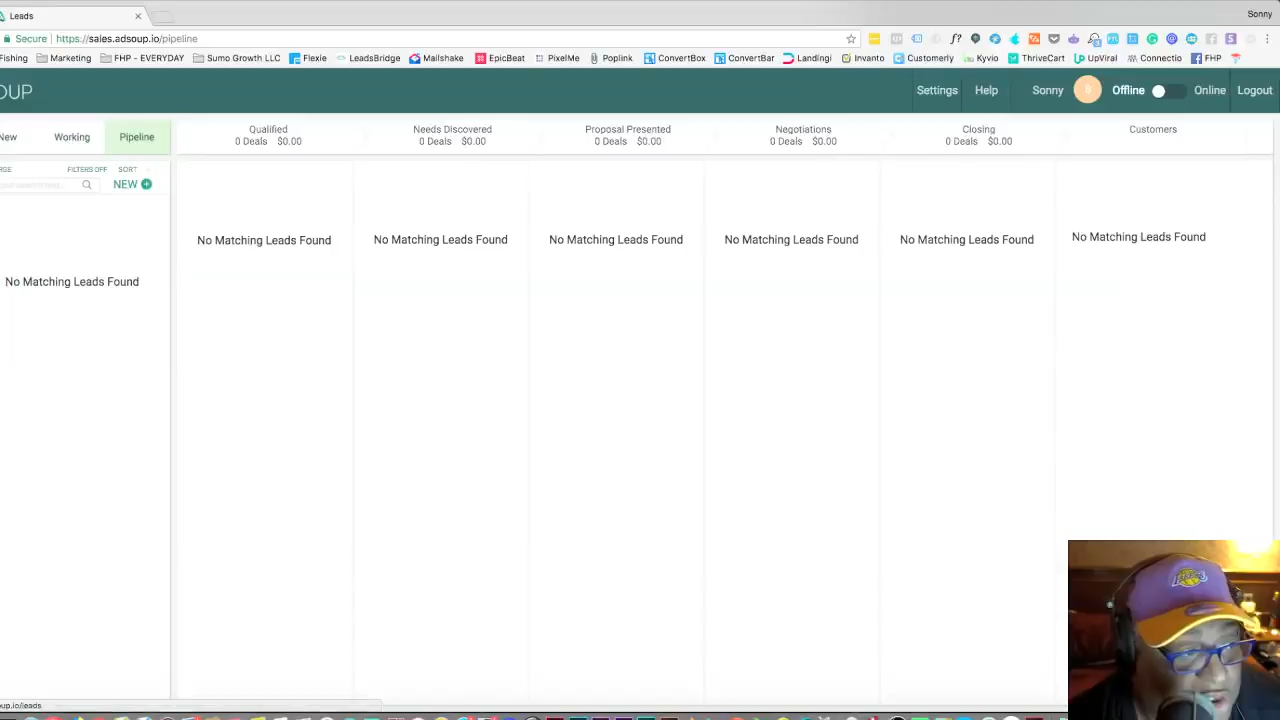 Leads
Sonny
Secure
https://sales.adsoup.io/pipeline
Fishing
Marketing
FHP - EVERYDAY
Sumo Growth LLC
Flexie
LeadsBridge
Mailshake
EpicBeat
PixelMe
Poplink
ConvertBox
ConvertBar
Landingi
Invanto
Customerly
Kyvio
ThriveCart
UpViral
Connectio
FHP
OUP
Settings
Help
Sonny
Offline
Online
Logout
New
Working
Pipeline
Qualified
0 Deals $0.00
Needs Discovered
0 Deals $0.00
Proposal Presented
0 Deals $0.00
Negotiations
0 Deals $0.00
Closing
0 Deals $0.00
Customers
RSE
FILTERS OFF
SORT
NEW
No Matching Leads Found
No Matching Leads Found
No Matching Leads Found
No Matching Leads Found
No Matching Leads Found
No Matching Leads Found
No Matching Leads Found
oup.io/leads